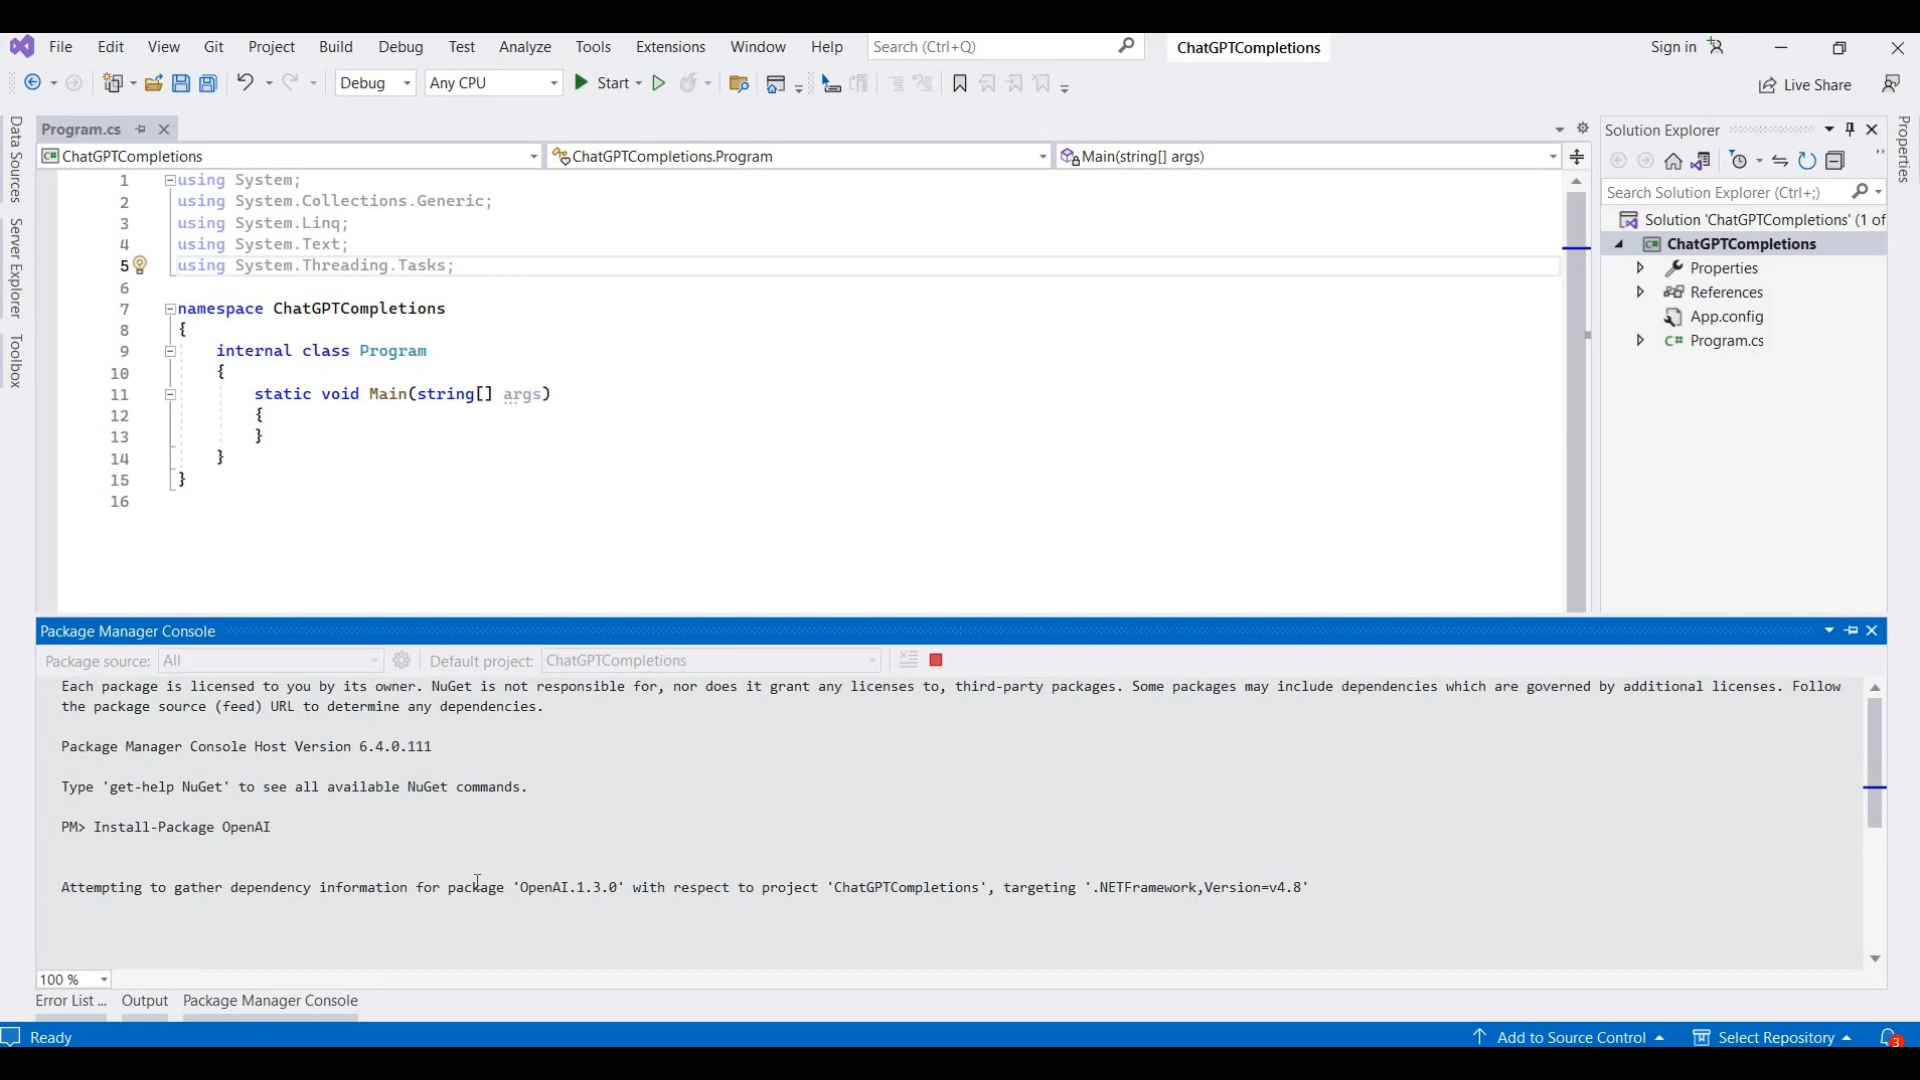 File Edit View Git Project Build Debug Test Analyze Tools Extensions Window Help Search (Ctrl+Q) ChatGPTCompletions Sign in
Debug Any CPU Start Live Share
Data Sources
Server Explorer
Toolbox
Program.cs
ChatGPTCompletions ChatGPTCompletions.Program Main(string[] args)
1 using System;
2 using System.Collections.Generic;
3 using System.Linq;
4 using System.Text;
5 using System.Threading.Tasks;
6
7 namespace ChatGPTCompletions
8 {
9 internal class Program
10 {
11 static void Main(string[] args)
12 {
13 }
14 }
15 }
16
Solution Explorer
Search Solution Explorer (Ctrl+;)
Solution 'ChatGPTCompletions' (1 of
ChatGPTCompletions
Properties
References
App.config
C# Program.cs
Properties
Package Manager Console
Package source: All Default project: ChatGPTCompletions
Each package is licensed to you by its owner. NuGet is not responsible for, nor does it grant any licenses to, third-party packages. Some packages may include dependencies which are governed by additional licenses. Follow
the package source (feed) URL to determine any dependencies.
Package Manager Console Host Version 6.4.0.111
Type 'get-help NuGet' to see all available NuGet commands.
PM> Install-Package OpenAI
Attempting to gather dependency information for package 'OpenAI.1.3.0' with respect to project 'ChatGPTCompletions', targeting '.NETFramework,Version=v4.8'
100 %
Error List ... Output Package Manager Console
Ready Add to Source Control Select Repository 3